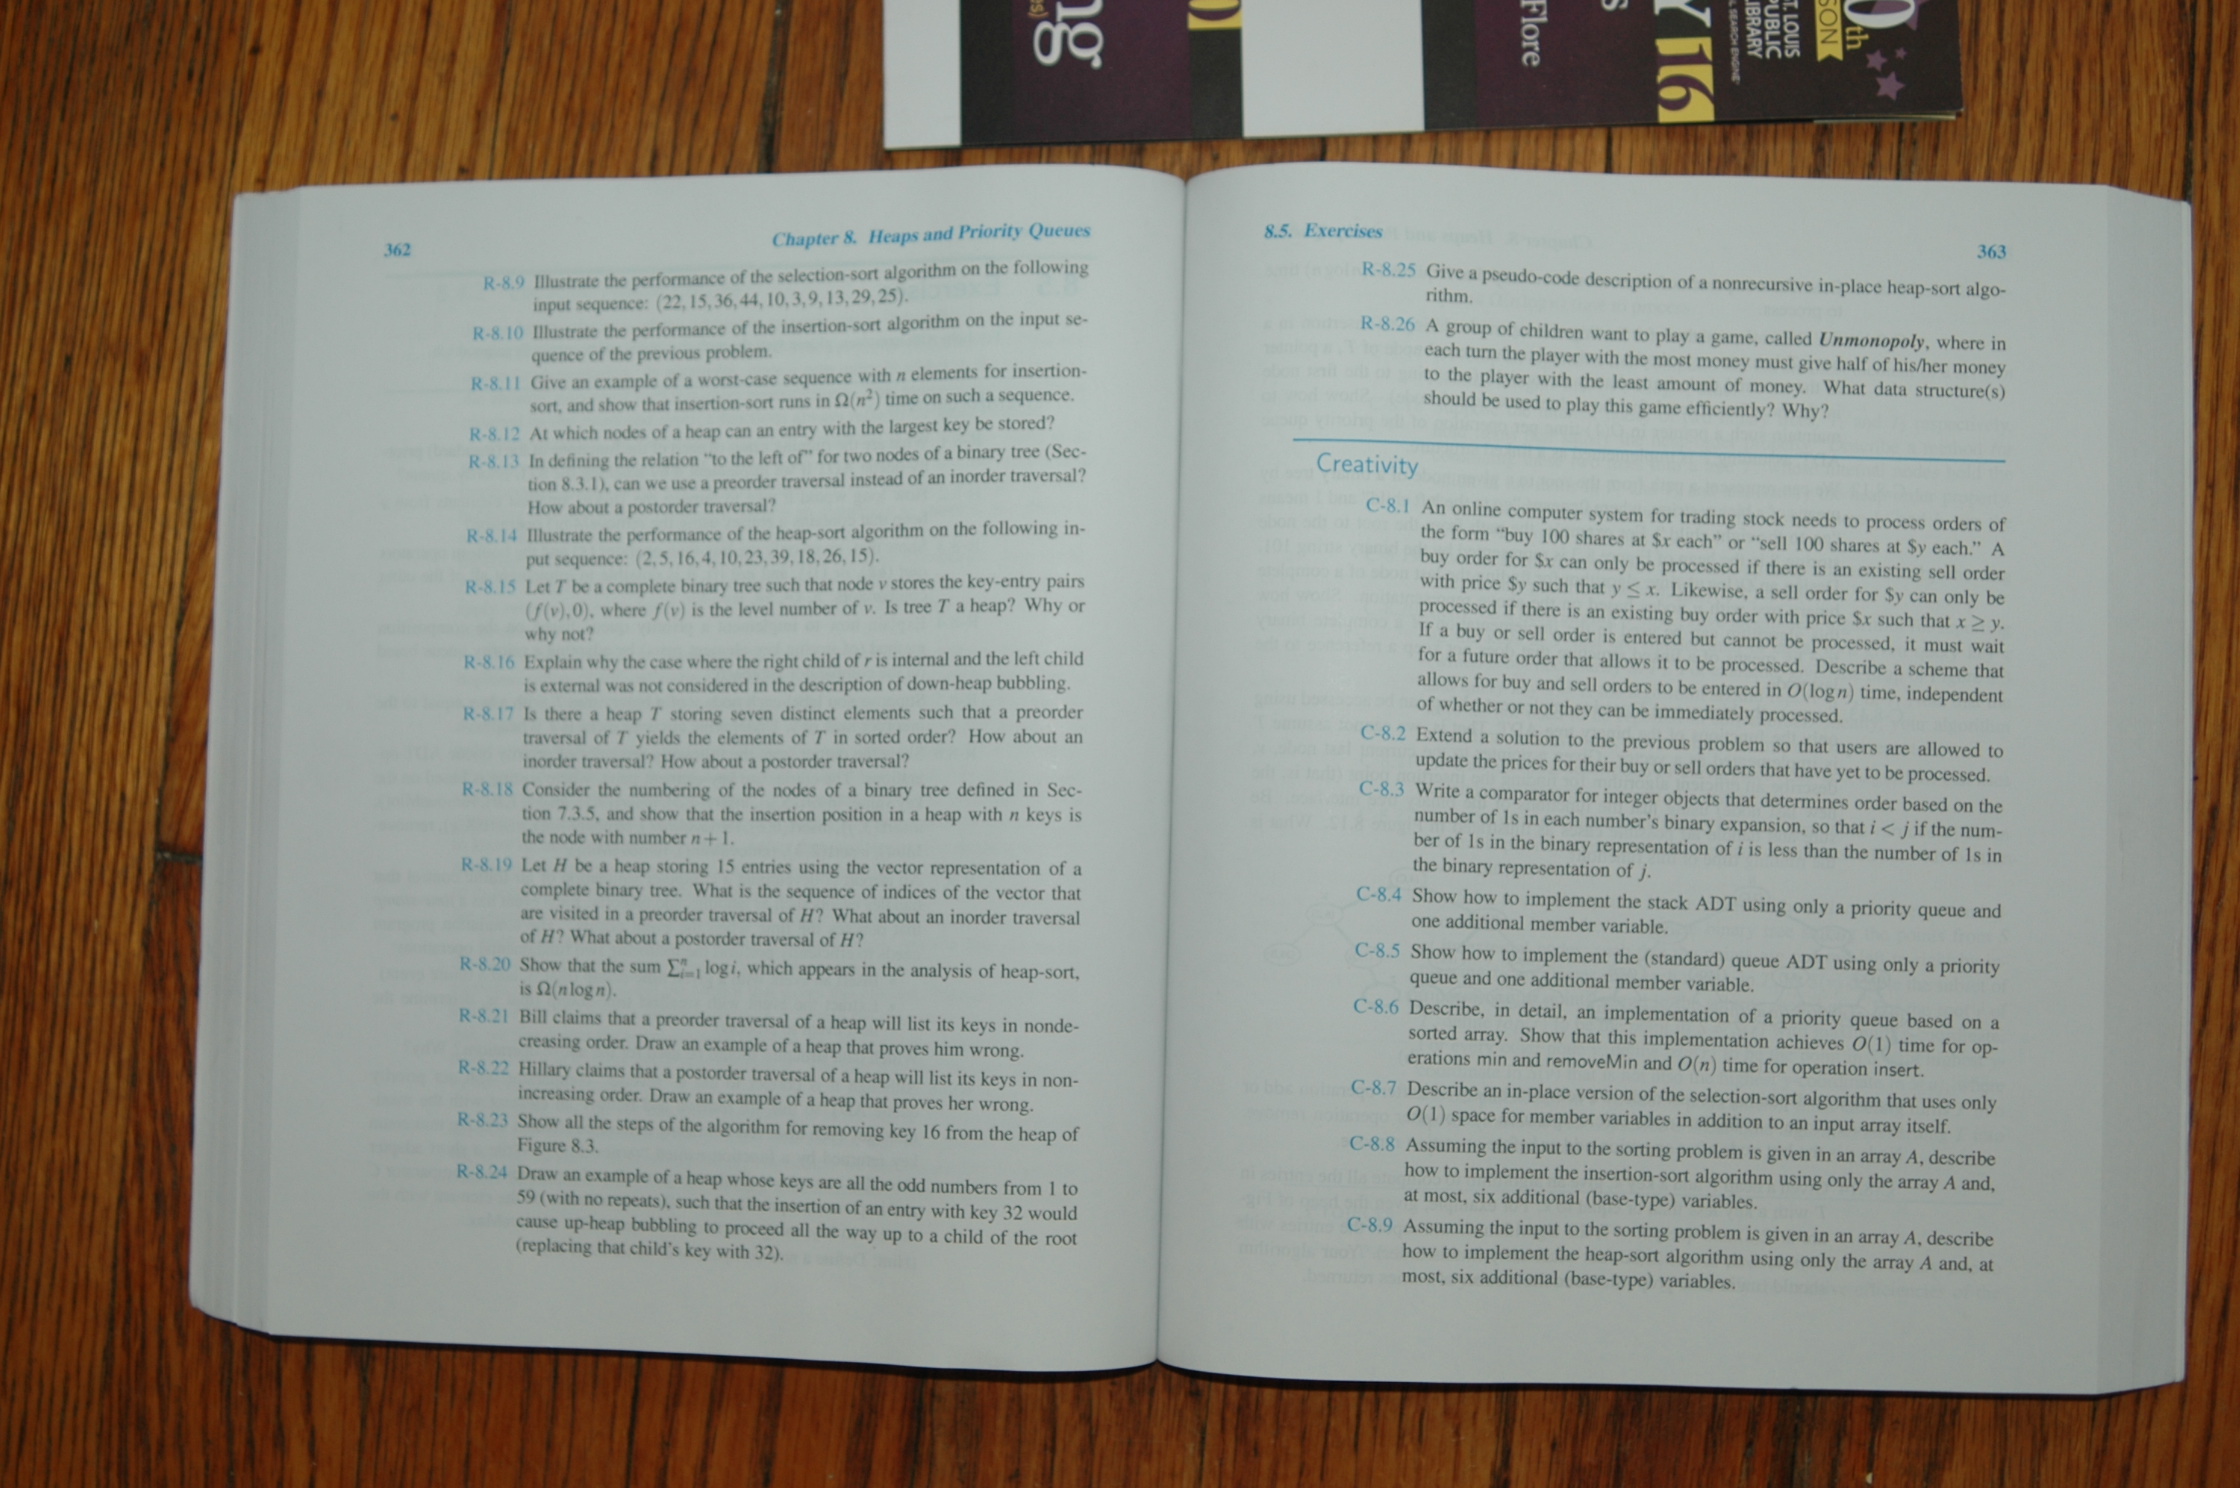 362
Chapter 8. Heaps and Priority Queues
R-8.9 Illustrate the performance of the selection-sort algorithm on the following
input sequence: (22, 15, 36, 44, 10, 3, 9, 13, 29, 25).
R-8.10 Illustrate the performance of the insertion-sort algorithm on the input se-
quence of the previous problem.
R-8.11 Give an example of a worst-case sequence with n elements for insertion-
sort, and show that insertion-sort runs in Ω(n²) time on such a sequence.
R-8.12 At which nodes of a heap can an entry with the largest key be stored?
R-8.13 In defining the relation "to the left of" for two nodes of a binary tree (Sec-
tion 8.3.1), can we use a preorder traversal instead of an inorder traversal?
How about a postorder traversal?
R-8.14 Illustrate the performance of the heap-sort algorithm on the following in-
put sequence: (2, 5, 16, 4, 10, 23, 39, 18, 26, 15).
R-8.15 Let T be a complete binary tree such that node v stores the key-entry pairs
(f(v), 0), where f(v) is the level number of v. Is tree T a heap? Why or
why not?
R-8.16 Explain why the case where the right child of r is internal and the left child
is external was not considered in the description of down-heap bubbling.
R-8.17 Is there a heap T storing seven distinct elements such that a preorder
traversal of T yields the elements of T in sorted order? How about an
inorder traversal? How about a postorder traversal?
R-8.18 Consider the numbering of the nodes of a binary tree defined in Sec-
tion 7.3.5, and show that the insertion position in a heap with n keys is
the node with number n+1.
R-8.19 Let H be a heap storing 15 entries using the vector representation of a
complete binary tree. What is the sequence of indices of the vector that
are visited in a preorder traversal of H? What about an inorder traversal
of H? What about a postorder traversal of H?
R-8.20 Show that the sum ∑ⁿᵢ₌₁ log i, which appears in the analysis of heap-sort,
is Ω(n log n).
R-8.21 Bill claims that a preorder traversal of a heap will list its keys in nonde-
creasing order. Draw an example of a heap that proves him wrong.
R-8.22 Hillary claims that a postorder traversal of a heap will list its keys in non-
increasing order. Draw an example of a heap that proves her wrong.
R-8.23 Show all the steps of the algorithm for removing key 16 from the heap of
Figure 8.3.
R-8.24 Draw an example of a heap whose keys are all the odd numbers from 1 to
59 (with no repeats), such that the insertion of an entry with key 32 would
cause up-heap bubbling to proceed all the way up to a child of the root
(replacing that child's key with 32).
8.5. Exercises
363
R-8.25 Give a pseudo-code description of a nonrecursive in-place heap-sort algo-
rithm.
R-8.26 A group of children want to play a game, called Unmonopoly, where in
each turn the player with the most money must give half of his/her money
to the player with the least amount of money. What data structure(s)
should be used to play this game efficiently? Why?
Creativity
C-8.1 An online computer system for trading stock needs to process orders of
the form "buy 100 shares at $x each" or "sell 100 shares at $y each." A
buy order for $x can only be processed if there is an existing sell order
with price $y such that y ≤ x. Likewise, a sell order for $y can only be
processed if there is an existing buy order with price $x such that x ≥ y.
If a buy or sell order is entered but cannot be processed, it must wait
for a future order that allows it to be processed. Describe a scheme that
allows for buy and sell orders to be entered in O(log n) time, independent
of whether or not they can be immediately processed.
C-8.2 Extend a solution to the previous problem so that users are allowed to
update the prices for their buy or sell orders that have yet to be processed.
C-8.3 Write a comparator for integer objects that determines order based on the
number of 1s in each number's binary expansion, so that i < j if the num-
ber of 1s in the binary representation of i is less than the number of 1s in
the binary representation of j.
C-8.4 Show how to implement the stack ADT using only a priority queue and
one additional member variable.
C-8.5 Show how to implement the (standard) queue ADT using only a priority
queue and one additional member variable.
C-8.6 Describe, in detail, an implementation of a priority queue based on a
sorted array. Show that this implementation achieves O(1) time for op-
erations min and removeMin and O(n) time for operation insert.
C-8.7 Describe an in-place version of the selection-sort algorithm that uses only
O(1) space for member variables in addition to an input array itself.
C-8.8 Assuming the input to the sorting problem is given in an array A, describe
how to implement the insertion-sort algorithm using only the array A and,
at most, six additional (base-type) variables.
C-8.9 Assuming the input to the sorting problem is given in an array A, describe
how to implement the heap-sort algorithm using only the array A and, at
most, six additional (base-type) variables.
0th
SON
ST. LOUIS
PUBLIC
LIBRARY
L SEARCH ENGINE
Y 16
s
Flore
0)
ng
es)